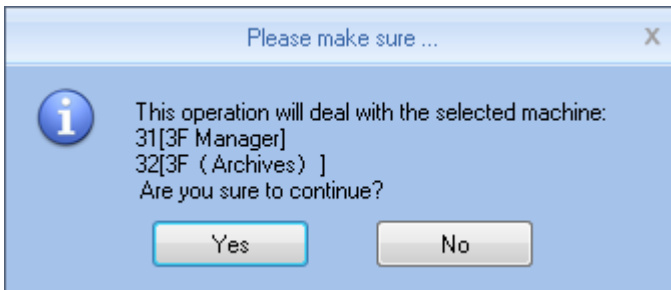 Please make sure ...
X
This operation will deal with the selected machine:
31[3F Manager]
32[3F（Archives）]
Are you sure to continue?
Yes
No